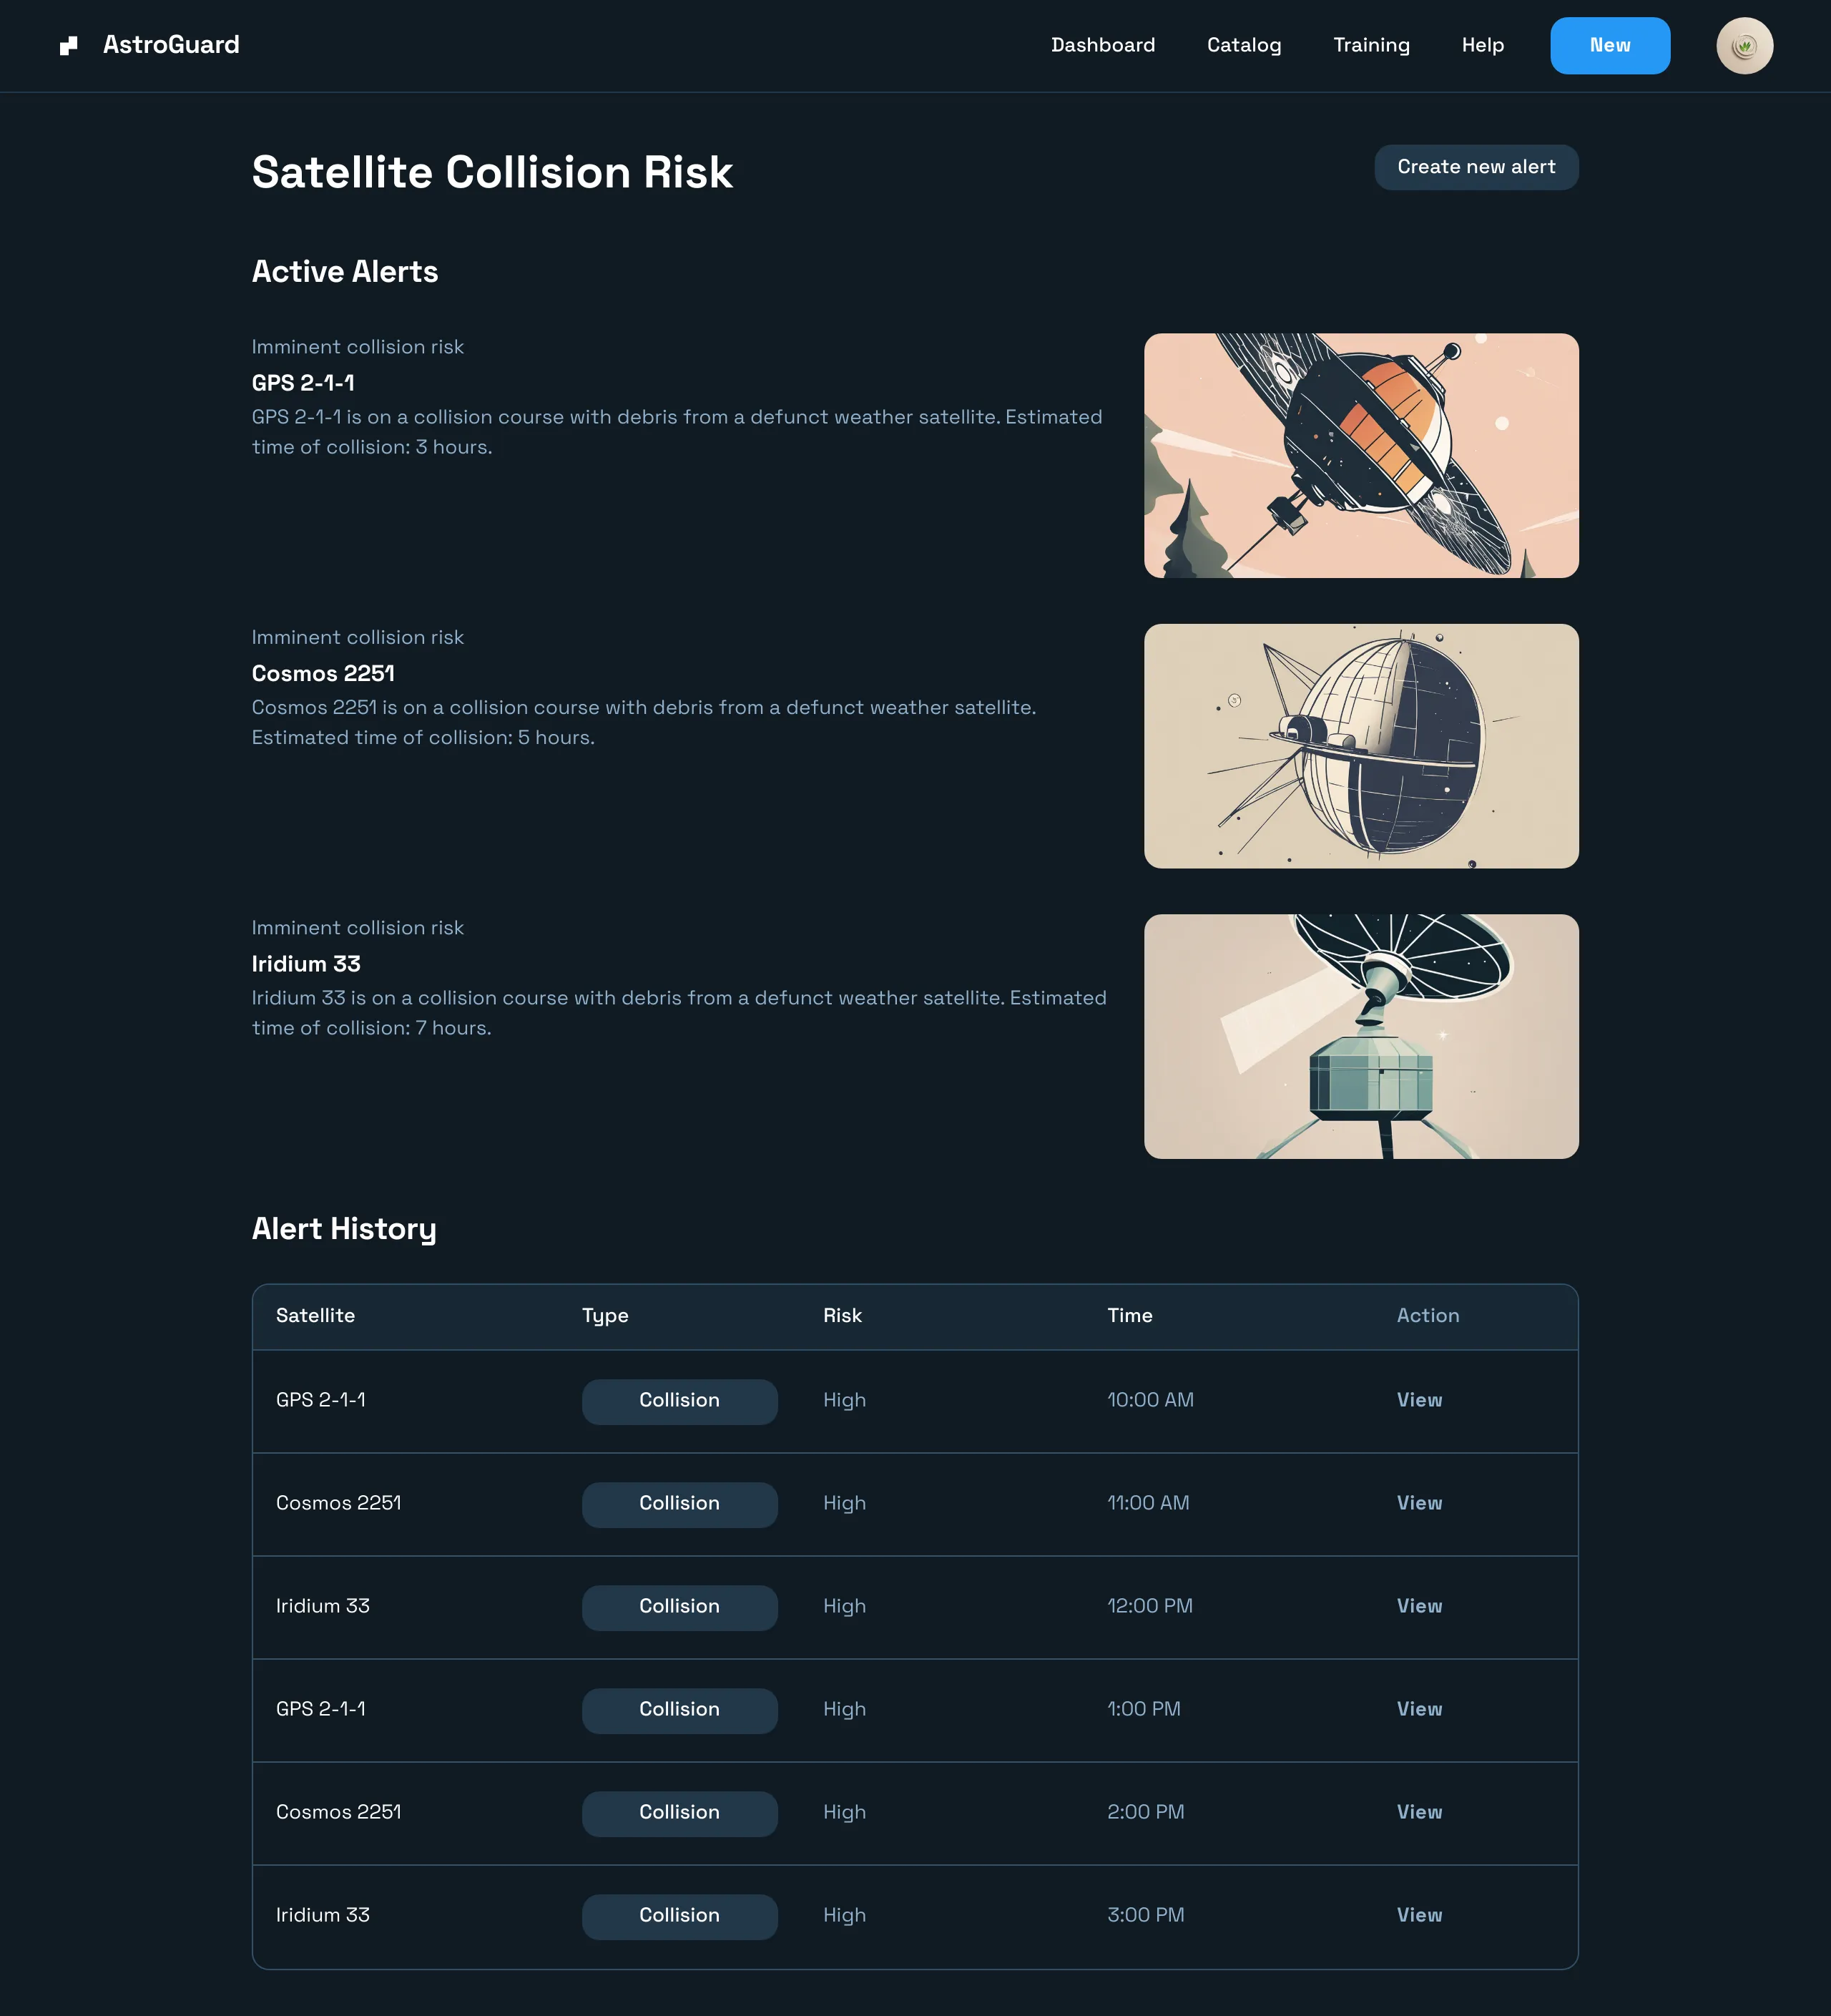 AstroGuard
Dashboard
Catalog
Training
Help
New
Satellite Collision Risk
Create new alert
Active Alerts
Imminent collision risk
GPS 2-1-1
GPS 2-1-1 is on a collision course with debris from a defunct weather satellite. Estimated
time of collision: 3 hours.
Imminent collision risk
Cosmos 2251
Cosmos 2251 is on a collision course with debris from a defunct weather satellite.
Estimated time of collision: 5 hours.
Imminent collision risk
Iridium 33
Iridium 33 is on a collision course with debris from a defunct weather satellite. Estimated
time of collision: 7 hours.
Alert History
Satellite Type Risk Time Action
GPS 2-1-1 Collision High 10:00 AM View
Cosmos 2251 Collision High 11:00 AM View
Iridium 33 Collision High 12:00 PM View
GPS 2-1-1 Collision High 1:00 PM View
Cosmos 2251 Collision High 2:00 PM View
Iridium 33 Collision High 3:00 PM View